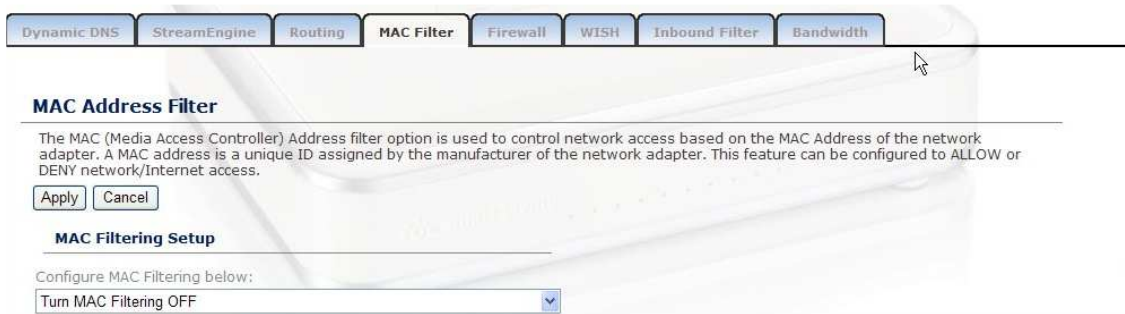 Dynamic DNS StreamEngine Routing MAC Filter Firewall WISH Inbound Filter Bandwidth
MAC Address Filter
The MAC (Media Access Controller) Address filter option is used to control network access based on the MAC Address of the network
adapter. A MAC address is a unique ID assigned by the manufacturer of the network adapter. This feature can be configured to ALLOW or
DENY network/Internet access.
Apply Cancel
MAC Filtering Setup
Configure MAC Filtering below:
Turn MAC Filtering OFF